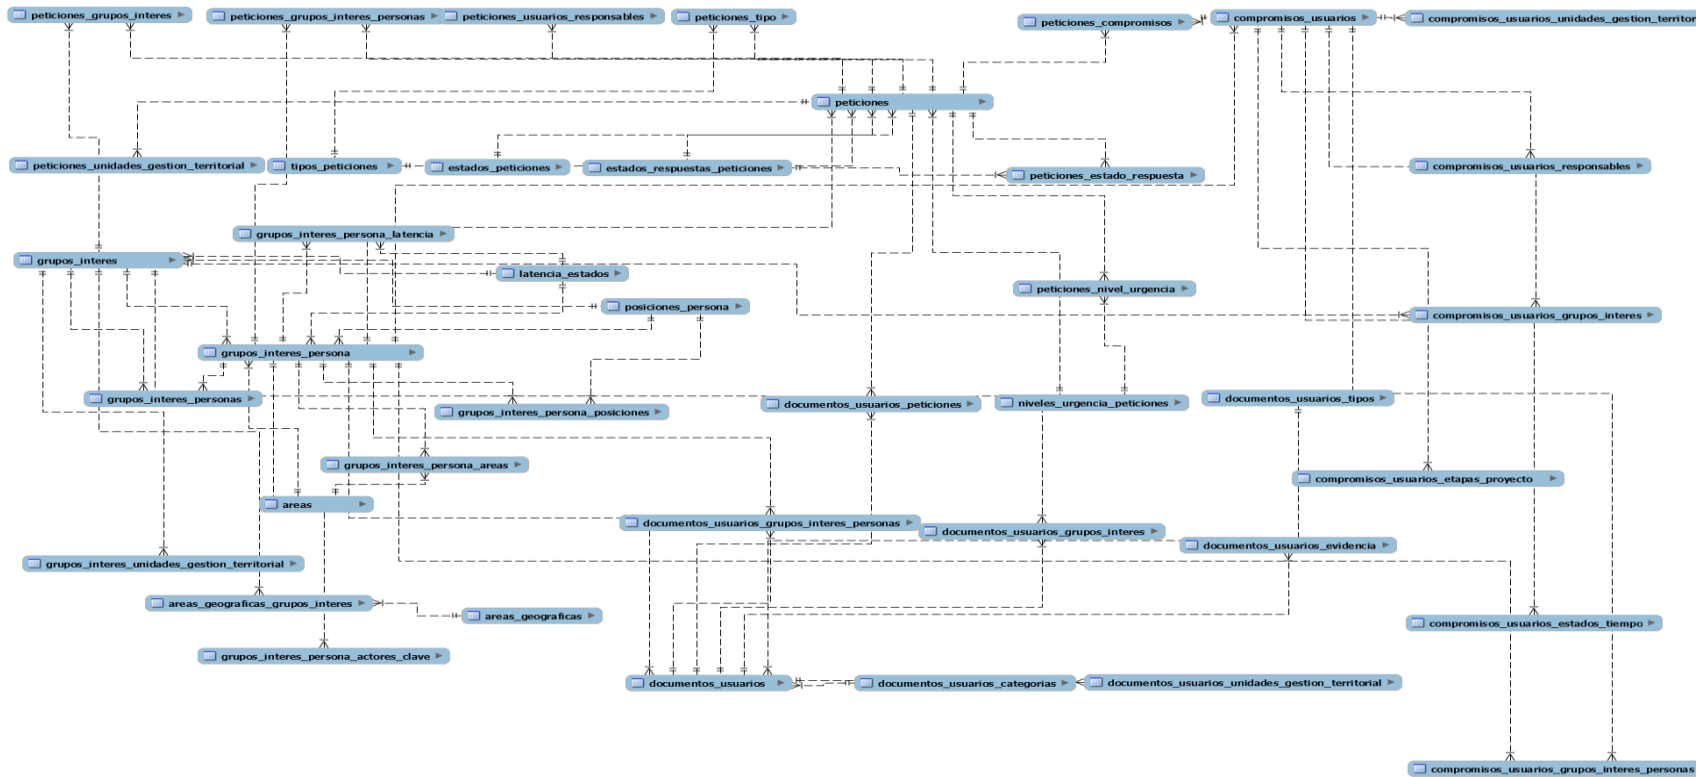 peticiones_grupos_interes
peticiones_grupos_interes_personas
peticiones_usuarios_responsables
peticiones_tipo
peticiones_compromisos
compromisos_usuarios
compromisos_usuarios_unidades_gestion_territor
peticiones
peticiones_unidades_gestion_territorial
tipos_peticiones
estados_peticiones
estados_respuestas_peticiones
peticiones_estado_respuesta
compromisos_usuarios_responsables
grupos_interes_persona_latencia
grupos_interes
latencia_estados
peticiones_nivel_urgencia
posiciones_persona
compromisos_usuarios_grupos_interes
grupos_interes_persona
grupos_interes_personas
grupos_interes_persona_posiciones
documentos_usuarios_peticiones
niveles_urgencia_peticiones
documentos_usuarios_tipos
grupos_interes_persona_areas
compromisos_usuarios_etapas_proyecto
areas
documentos_usuarios_grupos_interes_personas
documentos_usuarios_grupos_interes
documentos_usuarios_evidencia
grupos_interes_unidades_gestion_territorial
areas_geograficas_grupos_interes
areas_geograficas
compromisos_usuarios_estados_tiempo
grupos_interes_persona_actores_clave
documentos_usuarios
documentos_usuarios_categorias
documentos_usuarios_unidades_gestion_territorial
compromisos_usuarios_grupos_interes_personas